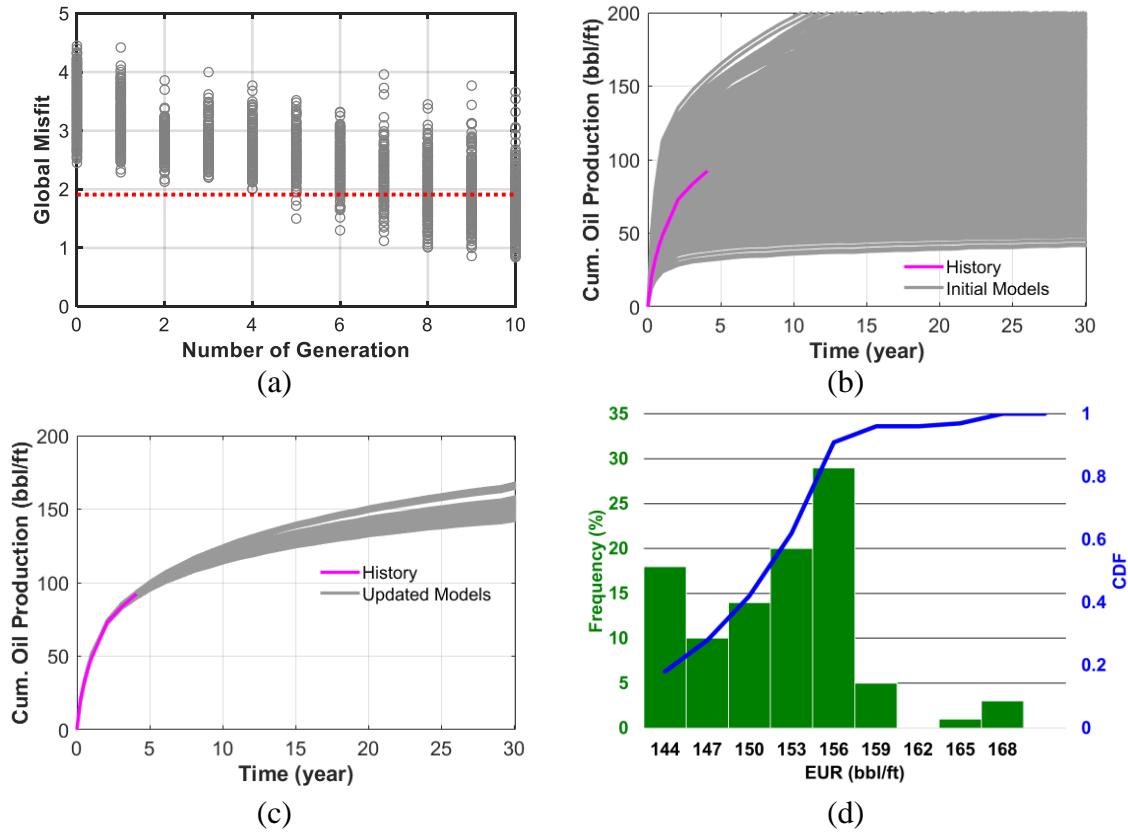 5
4
3
2
1
0
Global Misfit
0 2 4 6 8 10
Number of Generation
(a)
200
150
100
50
0
Cum. Oil Production (bbl/ft)
History
Initial Models
0 5 10 15 20 25 30
Time (year)
(b)
200
150
100
50
0
Cum. Oil Production (bbl/ft)
History
Updated Models
0 5 10 15 20 25 30
Time (year)
(c)
35
30
25
20
15
10
5
0
Frequency (%)
1
0.8
0.6
0.4
0.2
0
CDF
144 147 150 153 156 159 162 165 168
EUR (bbl/ft)
(d)